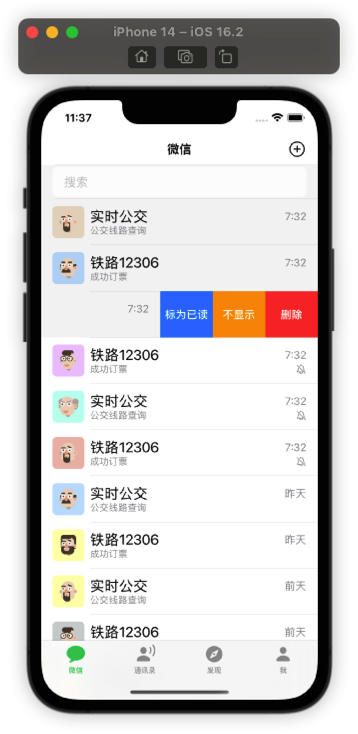 iPhone 14 – iOS 16.2
11:37
微信
搜索
实时公交 7:32
公交线路查询
铁路12306 7:32
成功订票
7:32 标为已读 不显示 删除
铁路12306 7:32
成功订票
实时公交 7:32
公交线路查询
铁路12306 7:32
成功订票
实时公交 昨天
公交线路查询
铁路12306 昨天
成功订票
实时公交 前天
公交线路查询
铁路12306 前天
微信 通讯录 发现 我